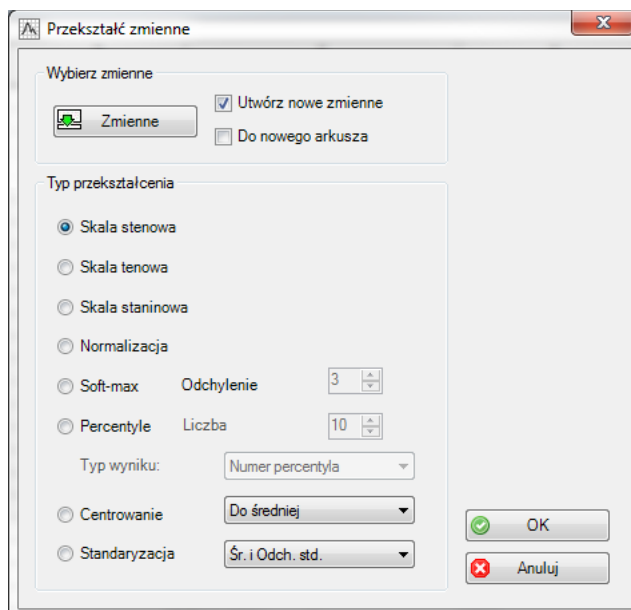 Przekształć zmienne
Wybierz zmienne
Zmienne
Utwórz nowe zmienne
Do nowego arkusza
Typ przekształcenia
Skala stenowa
Skala tenowa
Skala staninowa
Normalizacja
Soft-max Odchylenie 3
Percentyle Liczba 10
Typ wyniku: Numer percentyla
Centrowanie Do średniej
Standaryzacja Śr. i Odch. std.
OK
Anuluj